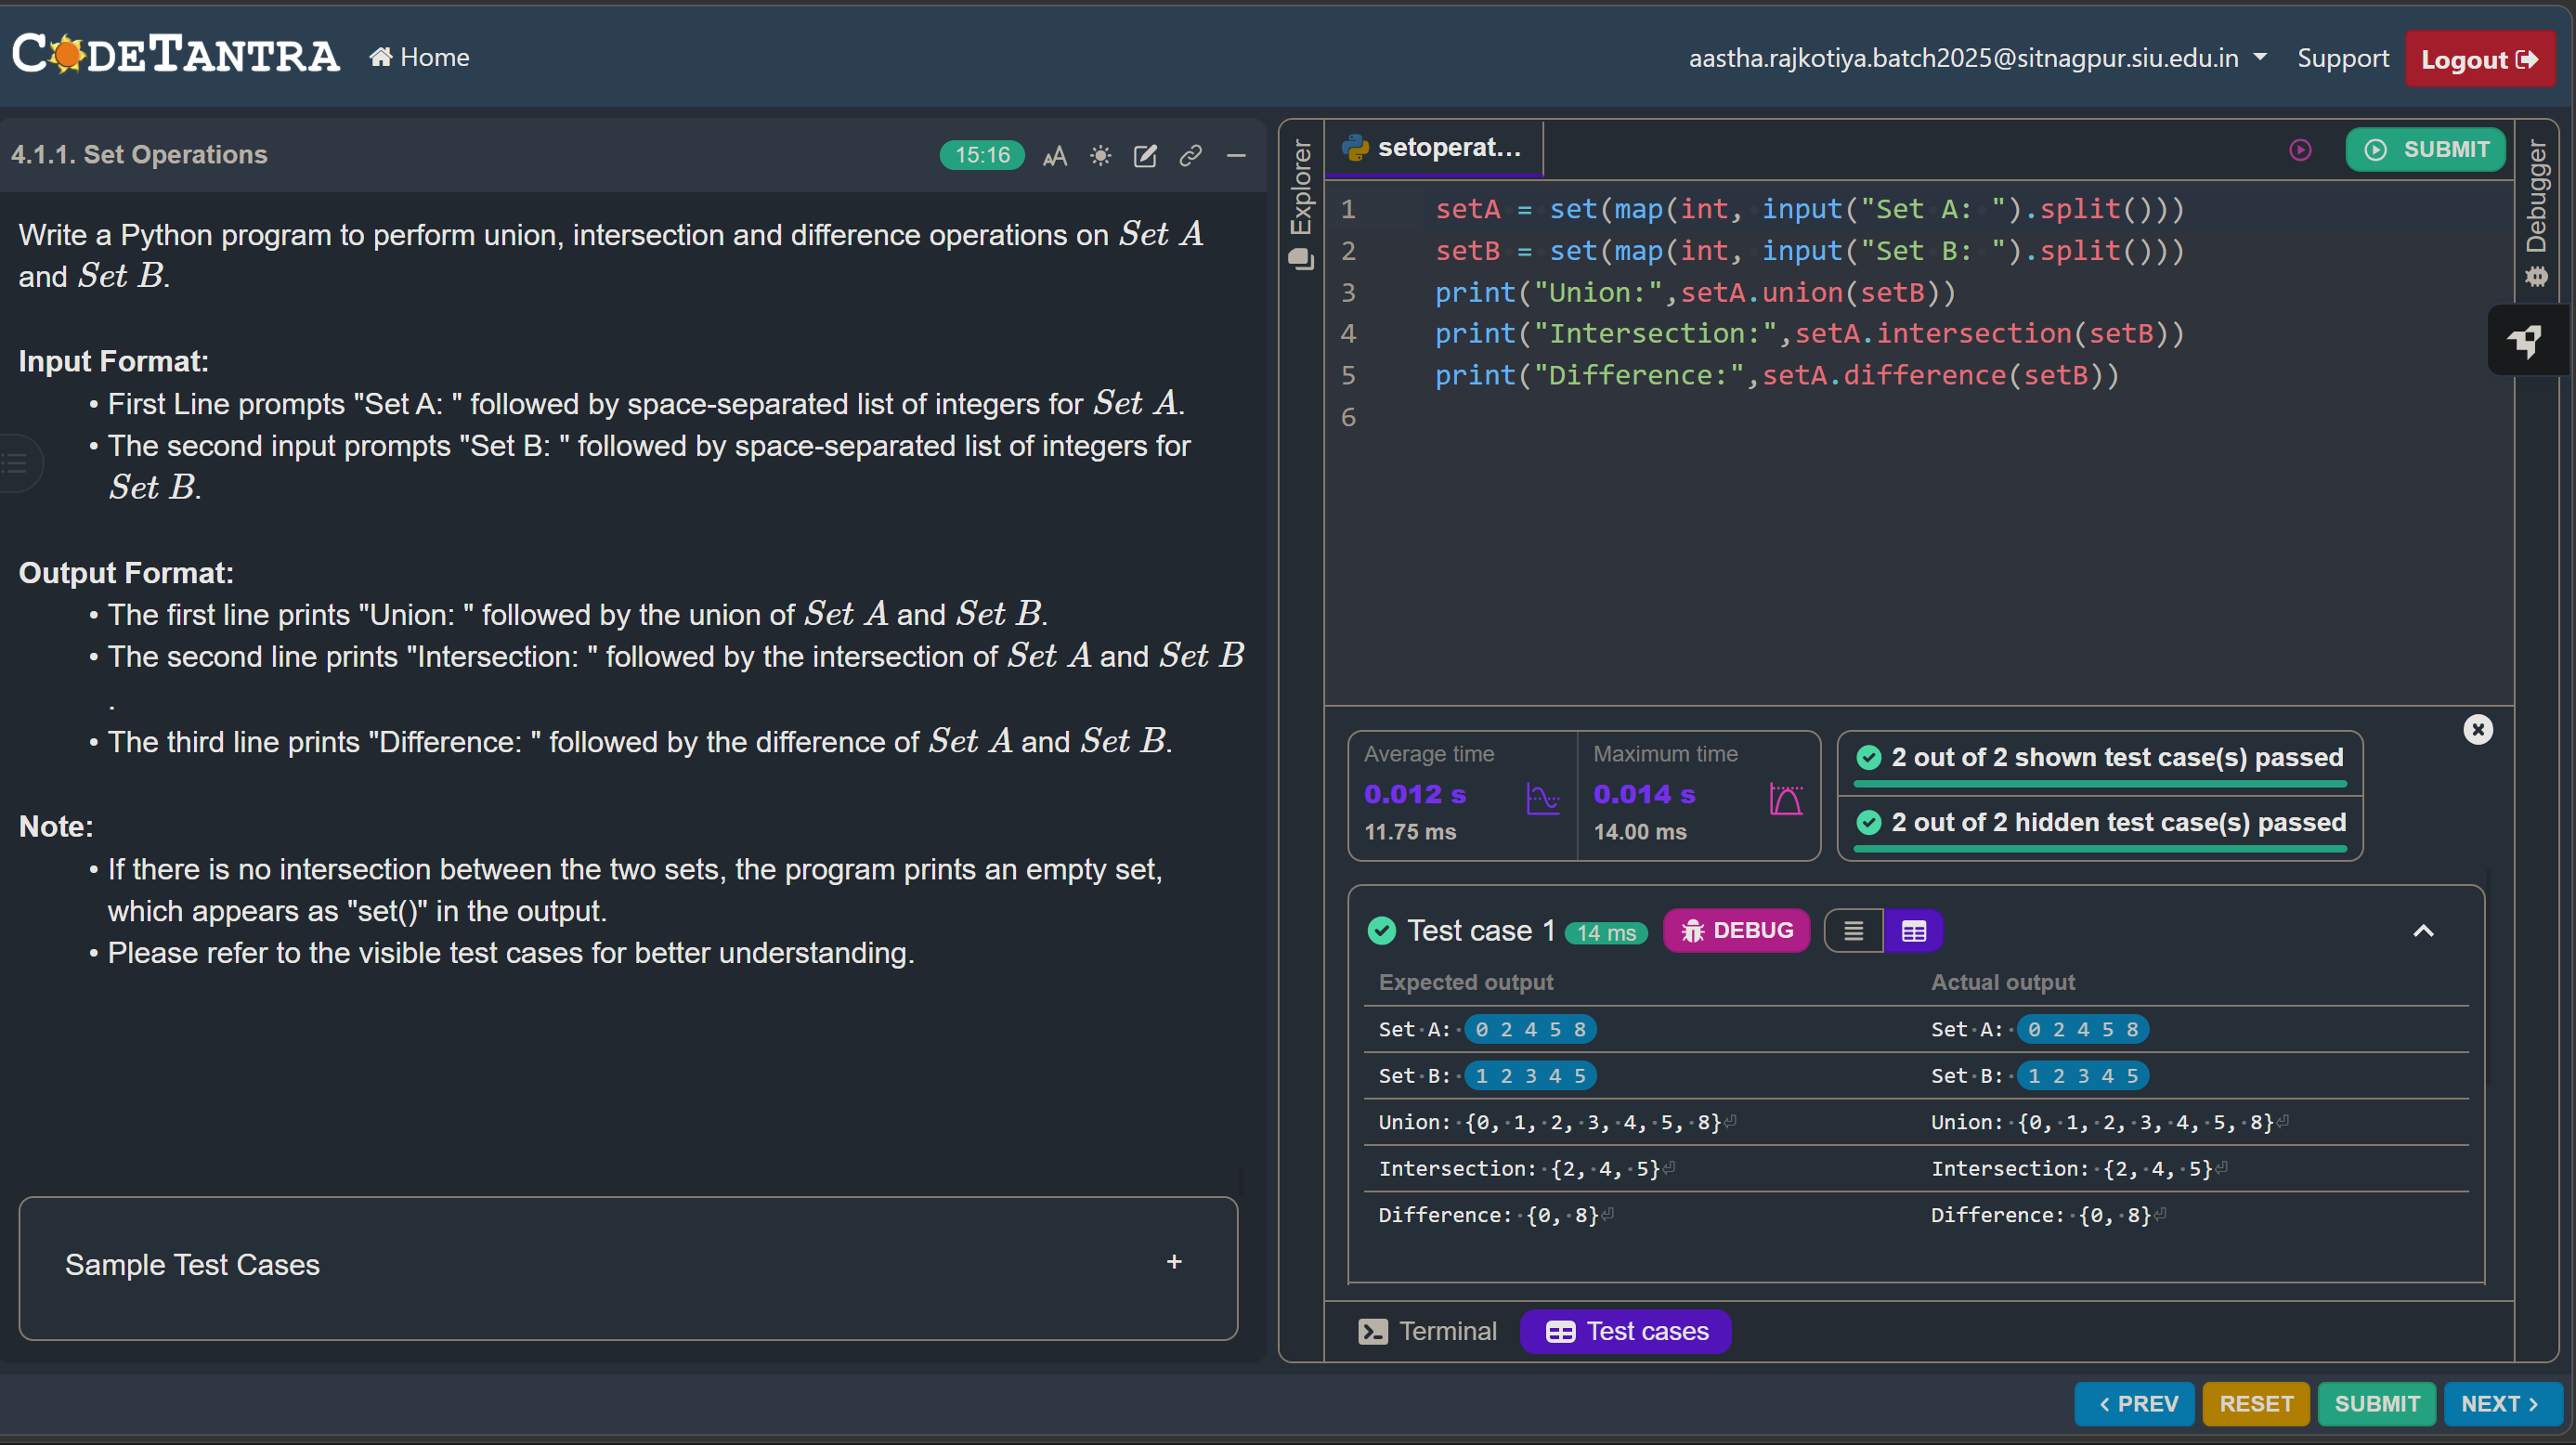 CODETANTRA Home aastha.rajkotiya.batch2025@sitnagpur.siu.edu.in Support Logout
4.1.1. Set Operations 15:16
Write a Python program to perform union, intersection and difference operations on Set A
and Set B.
Input Format:
• First Line prompts "Set A: " followed by space-separated list of integers for Set A.
• The second input prompts "Set B: " followed by space-separated list of integers for
Set B.
Output Format:
• The first line prints "Union: " followed by the union of Set A and Set B.
• The second line prints "Intersection: " followed by the intersection of Set A and Set B
.
• The third line prints "Difference: " followed by the difference of Set A and Set B.
Note:
• If there is no intersection between the two sets, the program prints an empty set,
which appears as "set()" in the output.
• Please refer to the visible test cases for better understanding.
Sample Test Cases +
Explorer
setoperat... SUBMIT
Debugger
1 setA = set(map(int, input("Set A: ").split()))
2 setB = set(map(int, input("Set B: ").split()))
3 print("Union:",setA.union(setB))
4 print("Intersection:",setA.intersection(setB))
5 print("Difference:",setA.difference(setB))
6
Average time Maximum time
0.012 s 0.014 s
11.75 ms 14.00 ms
2 out of 2 shown test case(s) passed
2 out of 2 hidden test case(s) passed
Test case 1 14 ms DEBUG
Expected output Actual output
Set·A:· 0 2 4 5 8 Set·A:· 0 2 4 5 8
Set·B:· 1 2 3 4 5 Set·B:· 1 2 3 4 5
Union:·{0,·1,·2,·3,·4,·5,·8}⏎ Union:·{0,·1,·2,·3,·4,·5,·8}⏎
Intersection:·{2,·4,·5}⏎ Intersection:·{2,·4,·5}⏎
Difference:·{0,·8}⏎ Difference:·{0,·8}⏎
Terminal Test cases
< PREV RESET SUBMIT NEXT >